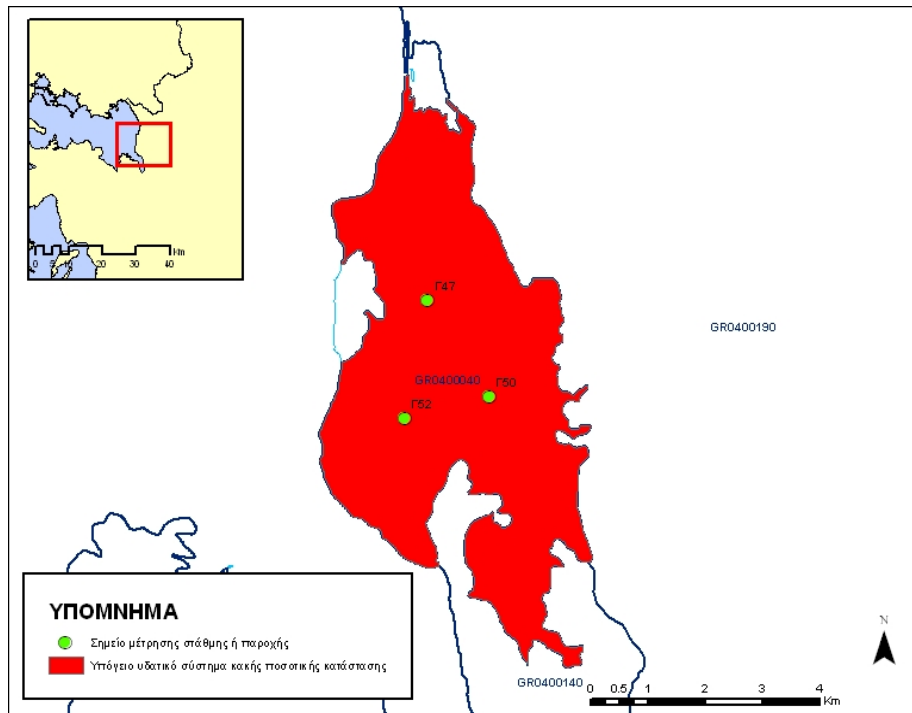 Km
0 5 10 20 30 40
Γ47
GR0400190
GR0400040
Γ50
Γ52
ΥΠΟΜΝΗΜΑ
Σημείο μέτρησης στάθμης ή παροχής
Υπόγειο υδατικό σύστημα κακής ποσοτικής κατάστασης
N
GR0400140
0 0.5 1 2 3 4
Km